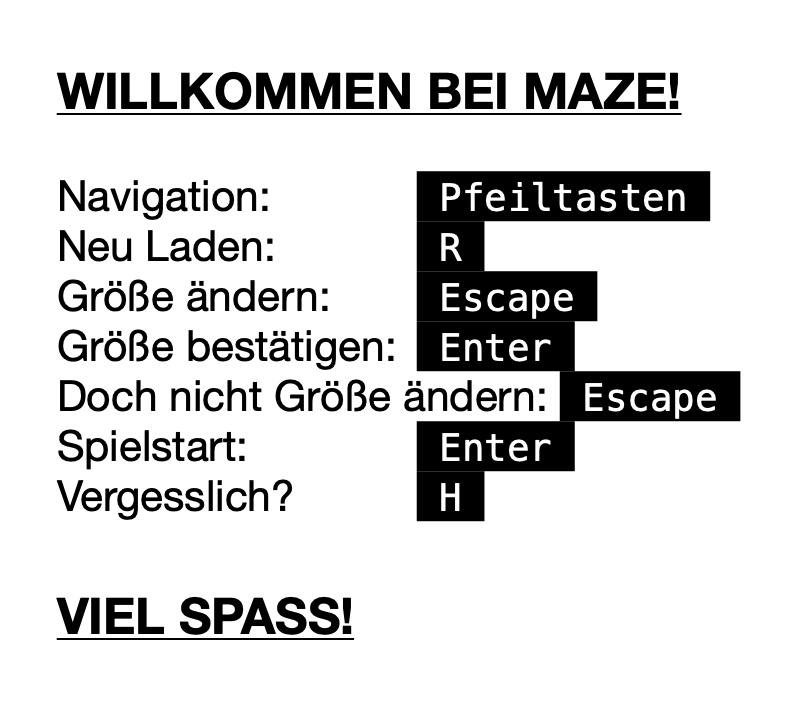 WILLKOMMEN BEI MAZE!
Navigation: Pfeiltasten
Neu Laden: R
Größe ändern: Escape
Größe bestätigen: Enter
Doch nicht Größe ändern: Escape
Spielstart: Enter
Vergesslich? H
VIEL SPASS!